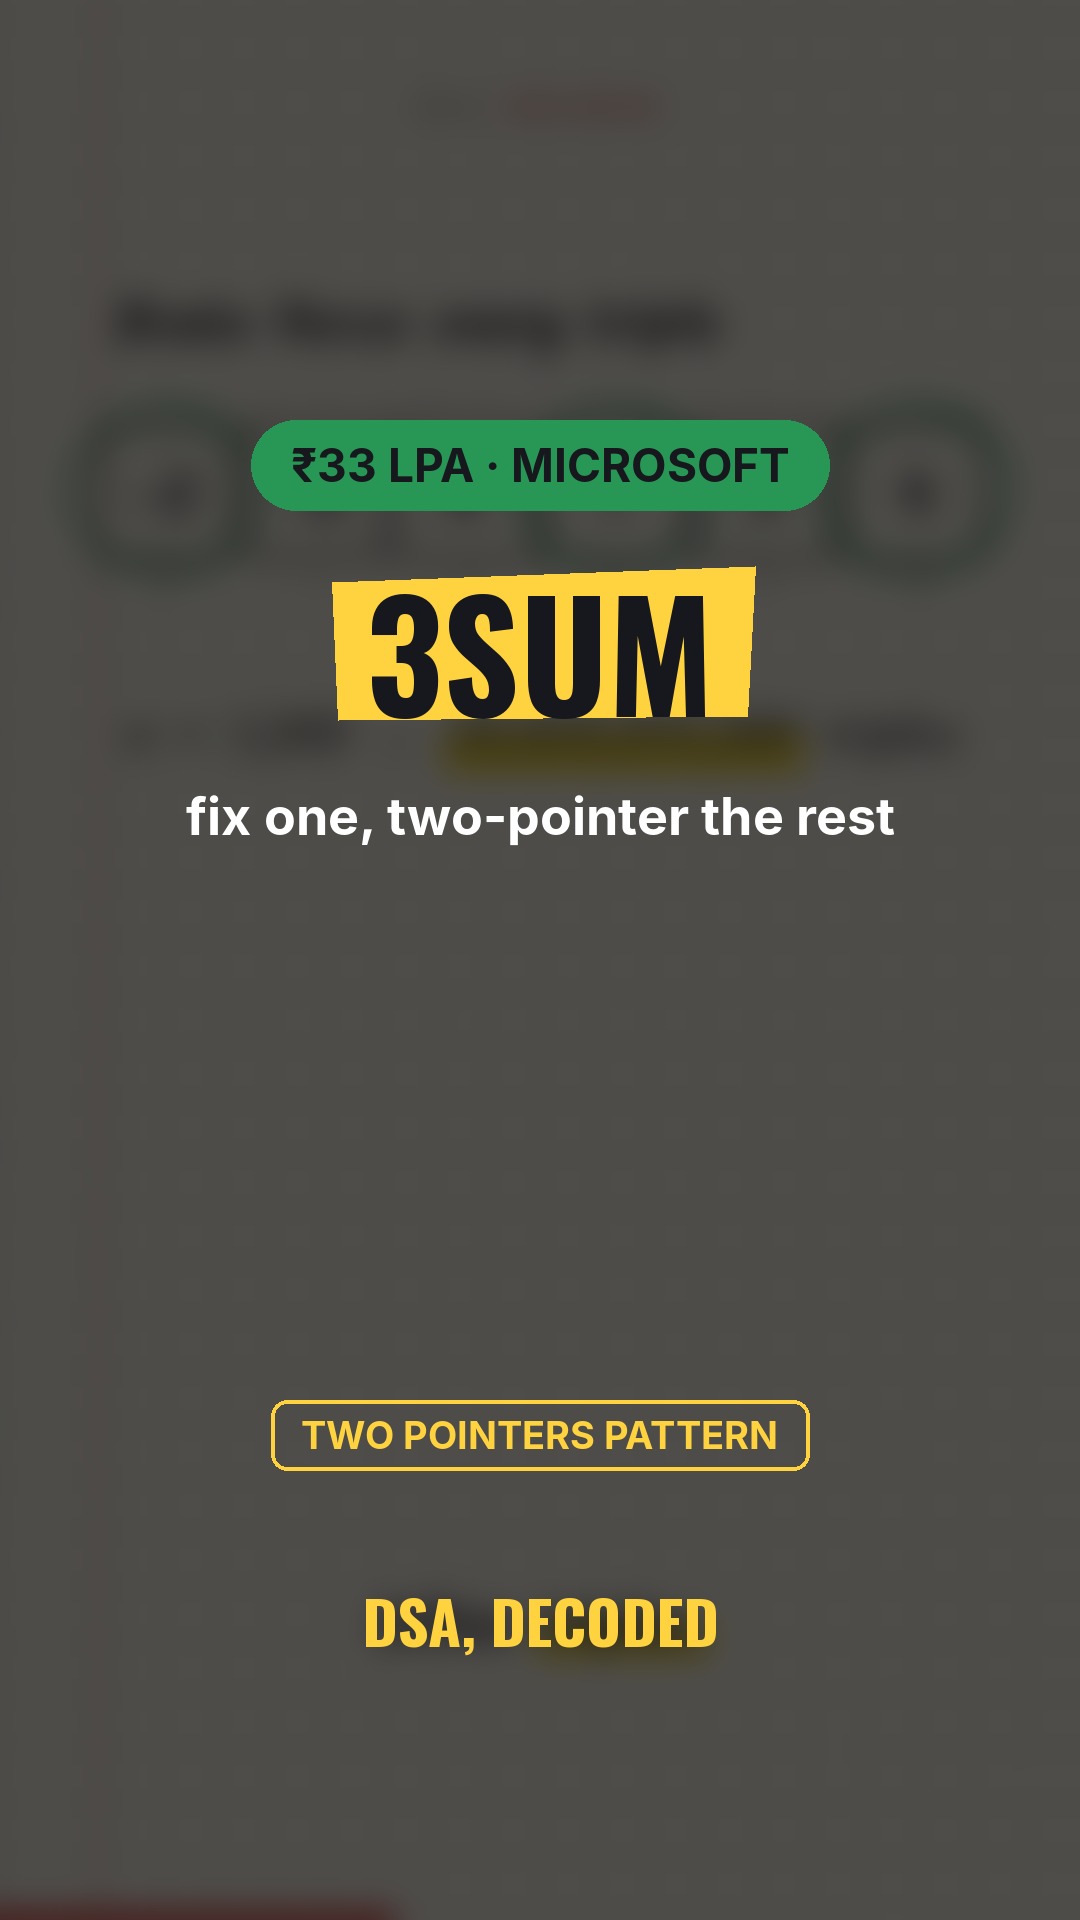 ₹33 LPA · MICROSOFT
3SUM
fix one, two-pointer the rest
TWO POINTERS PATTERN
DSA, DECODED